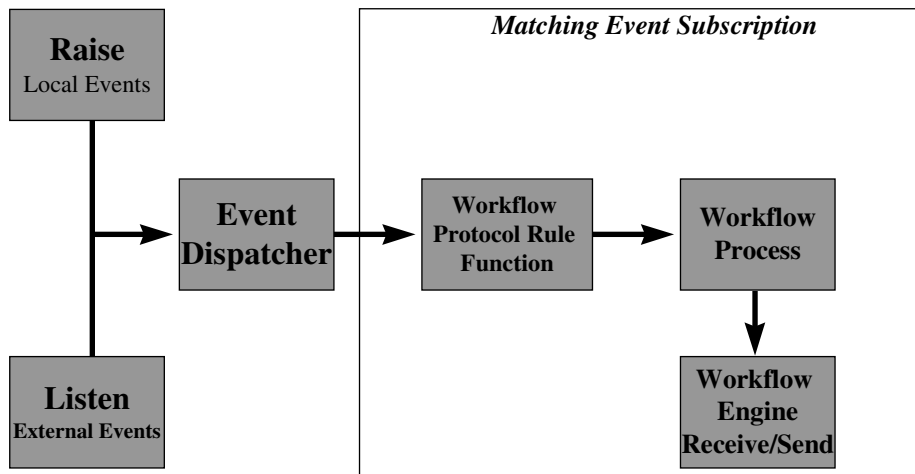 Matching Event Subscription
Raise
Local Events
Event
Dispatcher
Workflow
Protocol Rule
Function
Workflow
Process
Listen
External Events
Workflow
Engine
Receive/Send